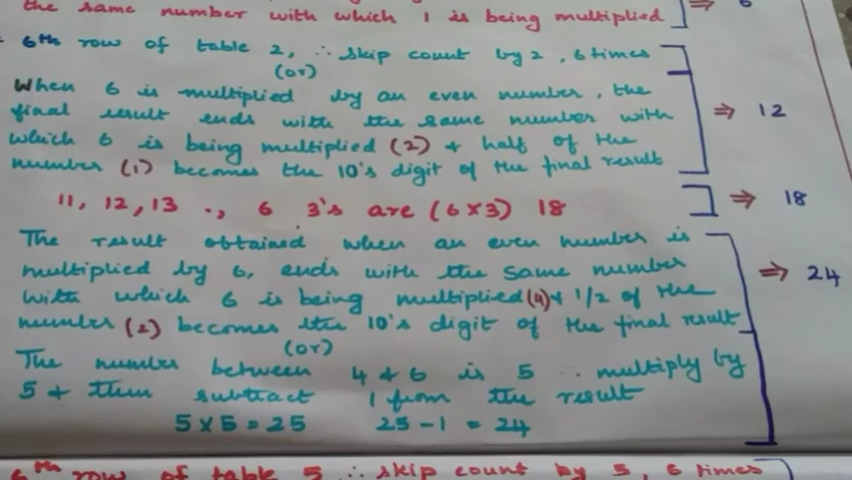 the same number with which 1 is being multiplied ] ⇒ 6
6th row of table 2, ∴ skip count by 2, 6 times
(or)
When 6 is multiplied by an even number, the
final result ends with the same number with ⇒ 12
which 6 is being multiplied (2) & half of the
number (1) becomes the 10's digit of the final result
11, 12, 13 ., 6 3's are (6×3) 18 ] ⇒ 18
The result obtained when an even number is
multiplied by 6, ends with the same number ⇒ 24
with which 6 is being multiplied (4) & 1/2 of the
number (2) becomes the 10's digit of the final result
(or)
The number between 4 & 6 is 5 ∴ multiply by
5 & then subtract 1 from the result
5 × 5 = 25 25 - 1 = 24
6th row of table 5 ∴ skip count by 5, 6 times